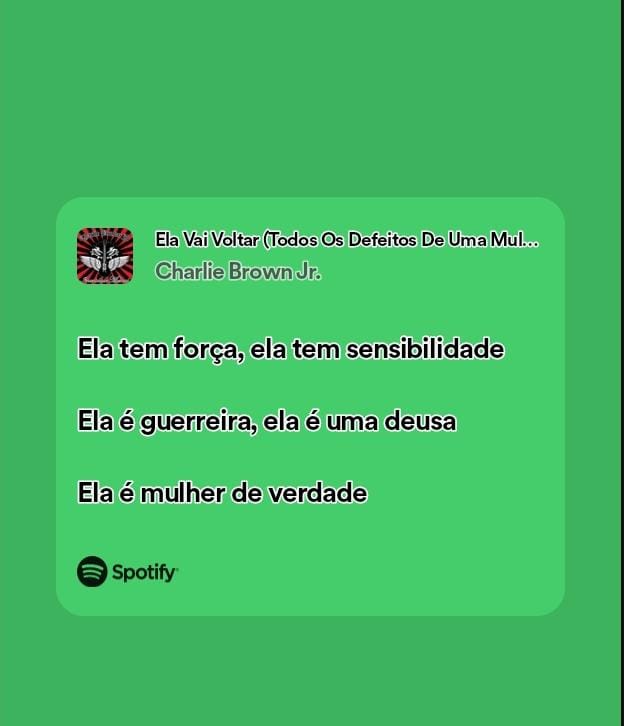 Ela Vai Voltar (Todos Os Defeitos De Uma Mul...
Charlie Brown Jr.
Ela tem força, ela tem sensibilidade
Ela é guerreira, ela é uma deusa
Ela é mulher de verdade
Spotify